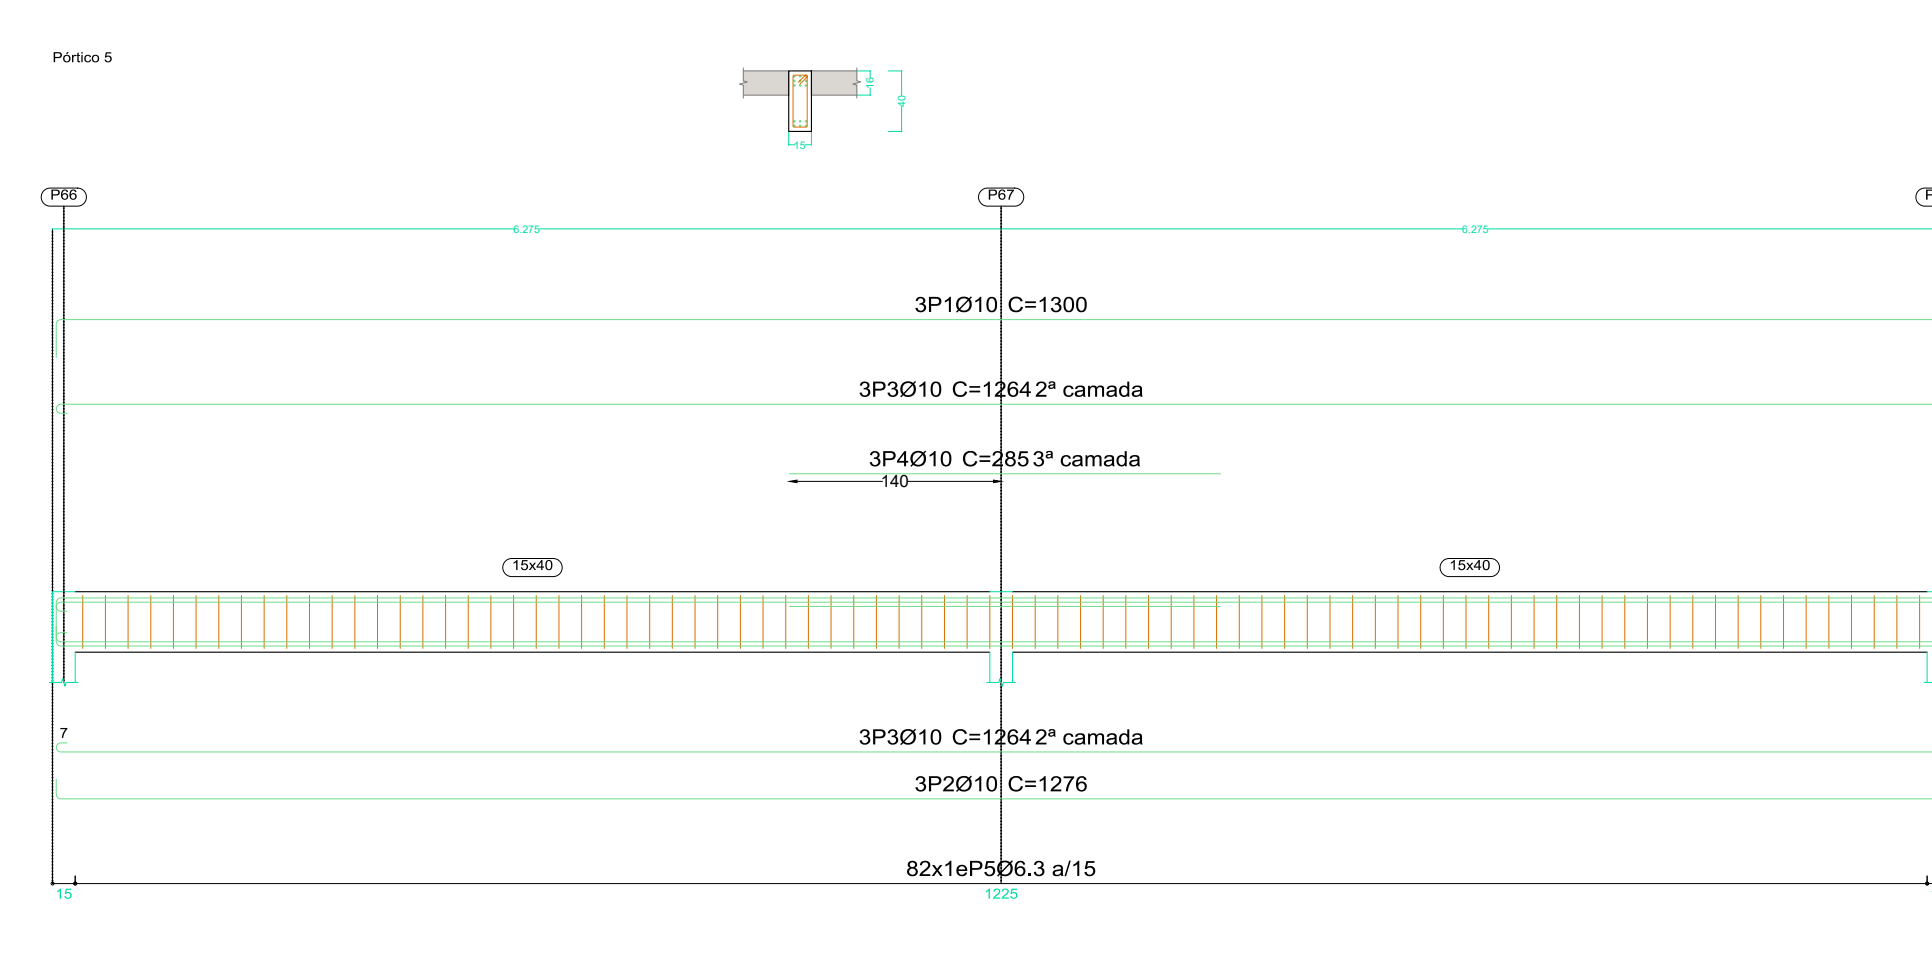 Pórtico 5
16
40
15
P66
P67
6.275
6.275
3P1Ø10 C=1300
3P3Ø10 C=1264 2ª camada
3P4Ø10 C=285 3ª camada
140
15x40
15x40
7
3P3Ø10 C=1264 2ª camada
3P2Ø10 C=1276
82x1eP5Ø6.3 a/15
15
1225